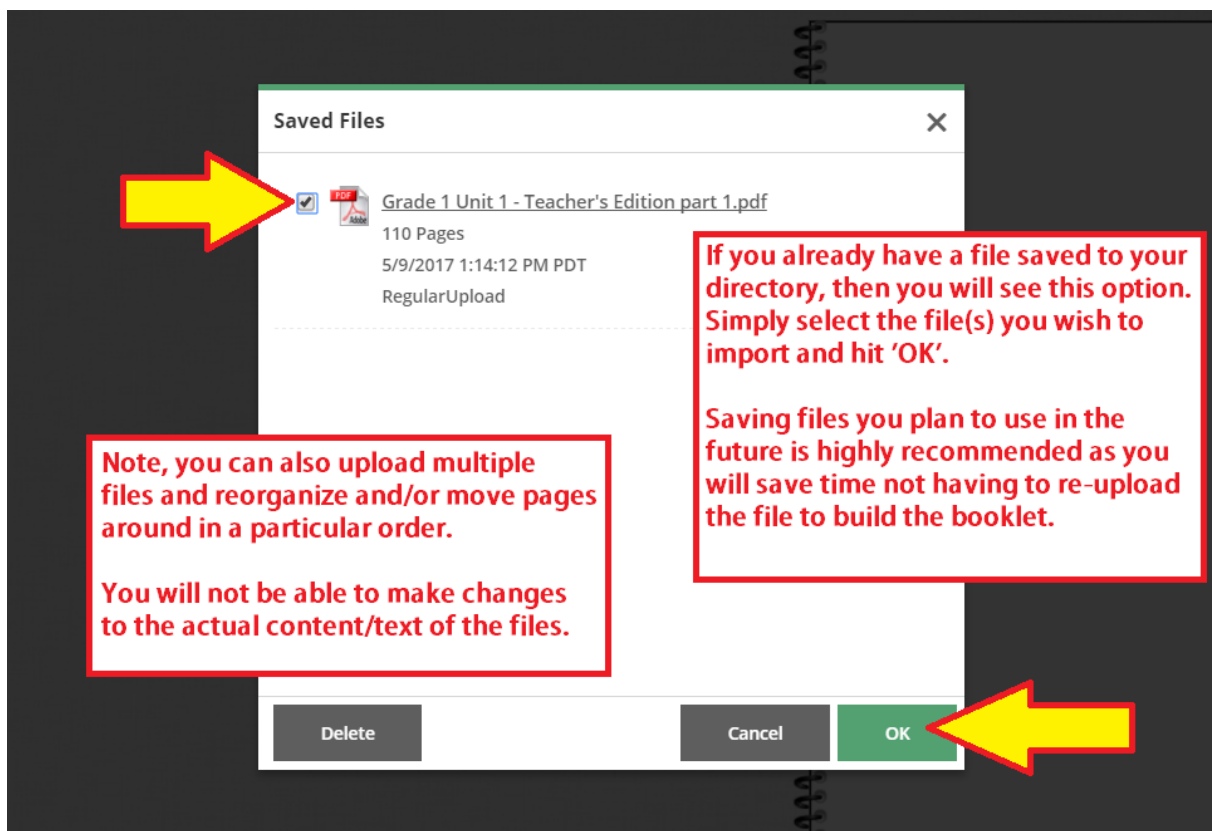 Saved Files
PDF
Adobe
Grade 1 Unit 1 - Teacher's Edition part 1.pdf
110 Pages
5/9/2017 1:14:12 PM PDT
RegularUpload
If you already have a file saved to your
directory, then you will see this option.
Simply select the file(s) you wish to
import and hit 'OK'.
Saving files you plan to use in the
future is highly recommended as you
will save time not having to re-upload
the file to build the booklet.
Note, you can also upload multiple
files and reorganize and/or move pages
around in a particular order.
You will not be able to make changes
to the actual content/text of the files.
Delete
Cancel
OK